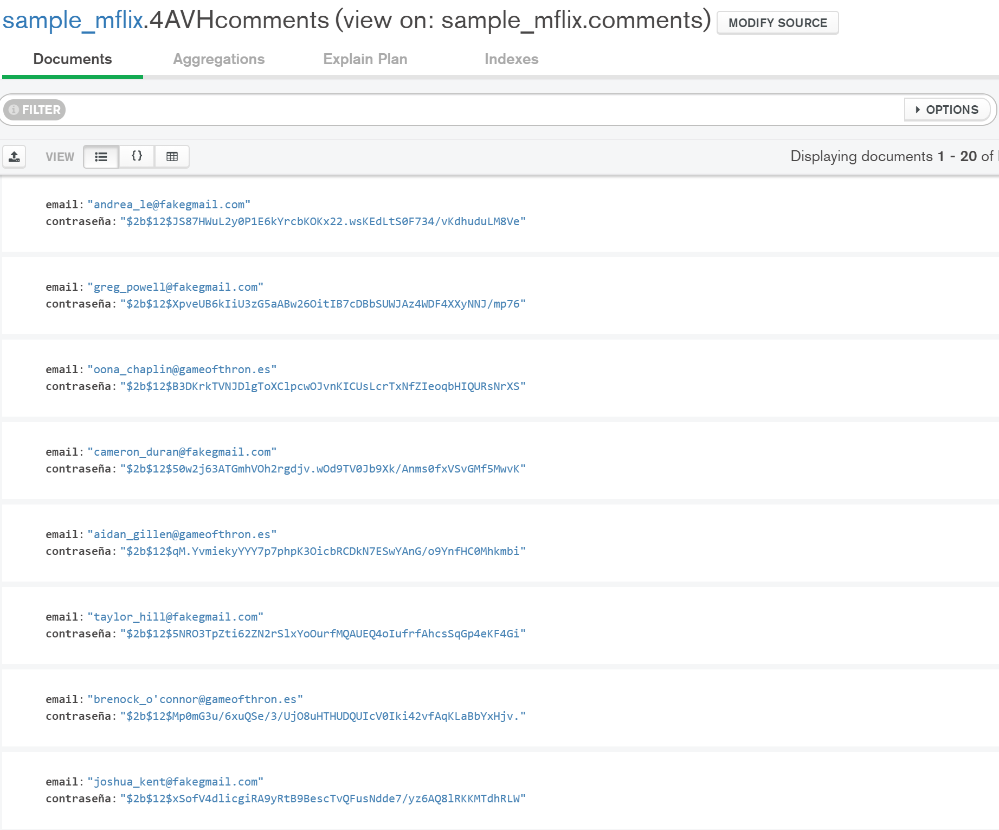 sample_mflix.4AVHcomments (view on: sample_mflix.comments) MODIFY SOURCE
Documents Aggregations Explain Plan Indexes
FILTER OPTIONS
VIEW {} Displaying documents 1 - 20 of
email: "andrea_le@fakegmail.com"
contraseña: "$2b$12$JS87HWuL2y0P1E6kYrcbKOKx22.wsKEdLtS0F734/vKdhuduLM8Ve"
email: "greg_powell@fakegmail.com"
contraseña: "$2b$12$XpveUB6kIiU3zG5aABw26OitIB7cDBbSUWJAz4WDF4XXyNNJ/mp76"
email: "oona_chaplin@gameofthron.es"
contraseña: "$2b$12$B3DKrkTVNJDlgToXClpcwOJvnKICUsLcrTxNfZIeoqbHIQURsNrXS"
email: "cameron_duran@fakegmail.com"
contraseña: "$2b$12$50w2j63ATGmhVOh2rgdjv.wOd9TV0Jb9Xk/Anms0fxVSvGMf5MwvK"
email: "aidan_gillen@gameofthron.es"
contraseña: "$2b$12$qM.YvmiekyYYY7p7phpK3OicbRCDkN7ESwYAnG/o9YnfHC0Mhkmbi"
email: "taylor_hill@fakegmail.com"
contraseña: "$2b$12$5NRO3TpZti62ZN2rSlxYoOurfMQAUEQ4oIufrfAhcsSqGp4eKF4Gi"
email: "brenock_o'connor@gameofthron.es"
contraseña: "$2b$12$Mp0mG3u/6xuQSe/3/UjO8uHTHUDQUIcV0Iki42vfAqKLaBbYxHjv."
email: "joshua_kent@fakegmail.com"
contraseña: "$2b$12$xSofV4dlicgiRA9yRtB9BescTvQFusNdde7/yz6AQ8lRKKMTdhRLW"